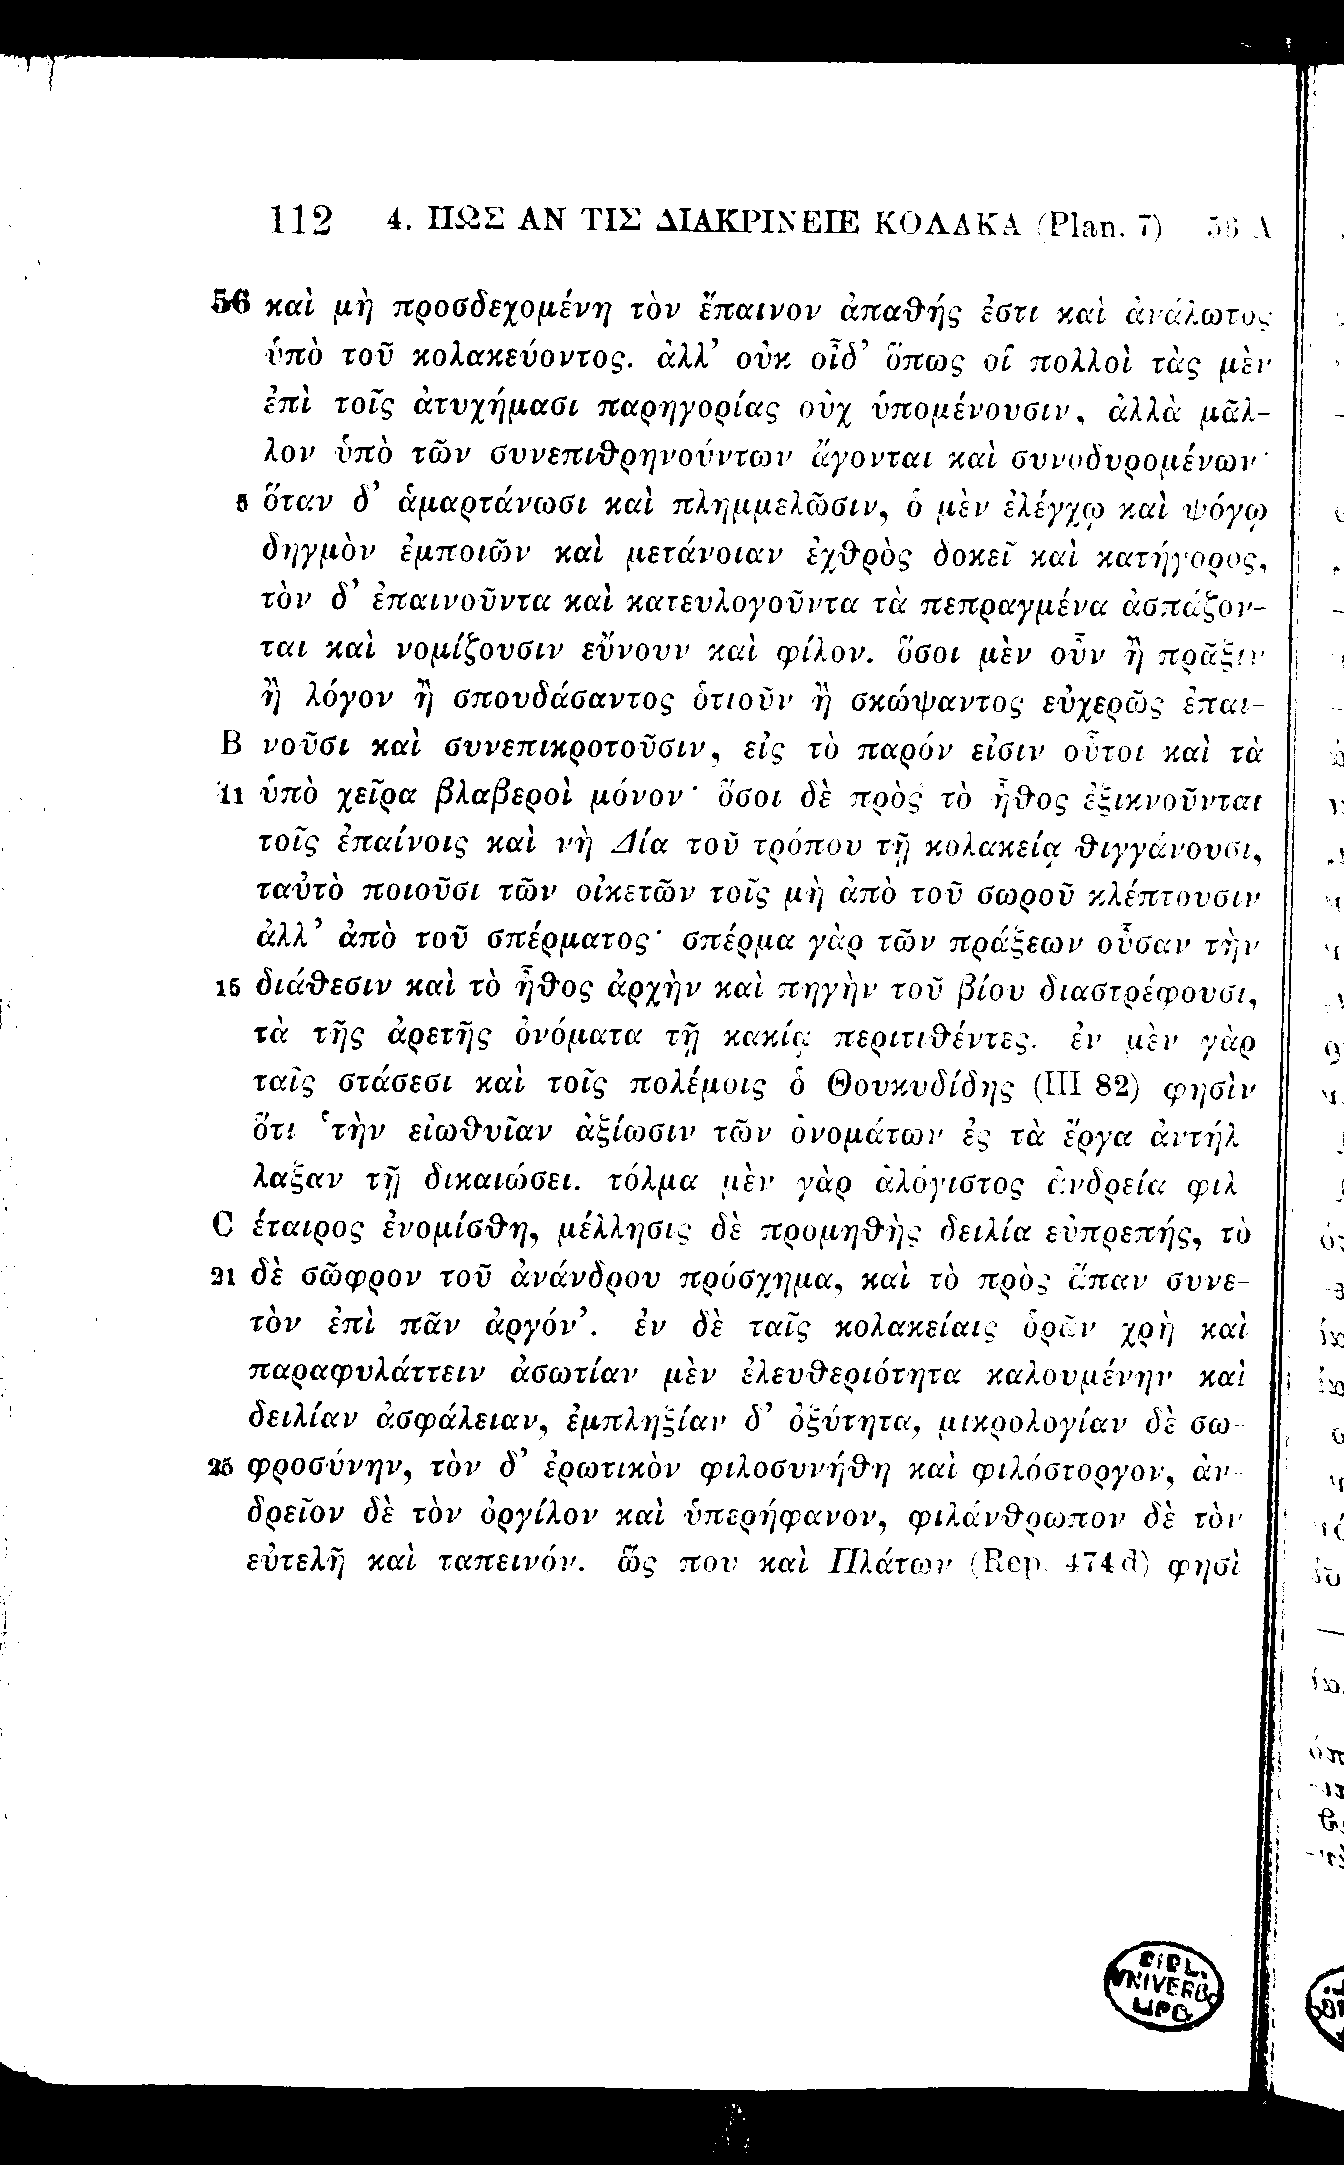 112 4. ΠΩΣ ΑΝ ΤΙΣ ΔΙΑΚΡΙΝΕΙΕ ΚΟΛΑΚΑ (Plan. 7) 56 A
56 καὶ μὴ προσδεχομένη τὸν ἔπαινον ἀπαθής ἐστι καὶ ἀνάλωτος
ὑπὸ τοῦ κολακεύοντος. ἀλλ’ οὐκ οἶδ’ ὅπως οἱ πολλοὶ τὰς μὲν
ἐπὶ τοῖς ἀτυχήμασι παρηγορίας οὐχ ὑπομένουσιν, ἀλλὰ μᾶλ-
λον ὑπὸ τῶν συνεπιθρηνούντων ἄγονται καὶ συνοδυρομένων·
5 ὅταν δ’ ἁμαρτάνωσι καὶ πλημμελῶσιν, ὁ μὲν ἐλέγχῳ καὶ ψόγῳ
δηγμὸν ἐμποιῶν καὶ μετάνοιαν ἐχθρὸς δοκεῖ καὶ κατήγορος,
τὸν δ’ ἐπαινοῦντα καὶ κατευλογοῦντα τὰ πεπραγμένα ἀσπάζον-
ται καὶ νομίζουσιν εὔνουν καὶ φίλον. ὅσοι μὲν οὖν ἢ πρᾶξιν
ἢ λόγον ἢ σπουδάσαντος ὁτιοῦν ἢ σκώψαντος εὐχερῶς ἐπαι-
B νοῦσι καὶ συνεπικροτοῦσιν, εἰς τὸ παρόν εἰσιν οὗτοι καὶ τὰ
11 ὑπὸ χεῖρα βλαβεροὶ μόνον· ὅσοι δὲ πρὸς τὸ ἦθος ἐξικνοῦνται
τοῖς ἐπαίνοις καὶ νὴ Δία τοῦ τρόπου τῇ κολακείᾳ θιγγάνουσι,
ταὐτὸ ποιοῦσι τῶν οἰκετῶν τοῖς μὴ ἀπὸ τοῦ σωροῦ κλέπτουσιν
ἀλλ’ ἀπὸ τοῦ σπέρματος· σπέρμα γὰρ τῶν πράξεων οὖσαν τὴν
15 διάθεσιν καὶ τὸ ἦθος ἀρχὴν καὶ πηγὴν τοῦ βίου διαστρέφουσι,
τὰ τῆς ἀρετῆς ὀνόματα τῇ κακίᾳ περιτιθέντες. ἐν μὲν γὰρ
ταῖς στάσεσι καὶ τοῖς πολέμοις ὁ Θουκυδίδης (III 82) φησὶν
ὅτι ‘τὴν εἰωθυῖαν ἀξίωσιν τῶν ὀνομάτων ἐς τὰ ἔργα ἀντήλ
λαξαν τῇ δικαιώσει. τόλμα μὲν γὰρ ἀλόγιστος ἀνδρεία φιλ
C έταιρος ἐνομίσθη, μέλλησις δὲ προμηθὴς δειλία εὐπρεπής, τὸ
21 δὲ σῶφρον τοῦ ἀνάνδρου πρόσχημα, καὶ τὸ πρὸς ἅπαν συνε-
τὸν ἐπὶ πᾶν ἀργόν’. ἐν δὲ ταῖς κολακείαις ὁρᾶν χρὴ καὶ
παραφυλάττειν ἀσωτίαν μὲν ἐλευθεριότητα καλουμένην καὶ
δειλίαν ἀσφάλειαν, ἐμπληξίαν δ’ ὀξύτητα, μικρολογίαν δὲ σω-
25 φροσύνην, τὸν δ’ ἐρωτικὸν φιλοσυνήθη καὶ φιλόστοργον, ἀν-
δρεῖον δὲ τὸν ὀργίλον καὶ ὑπερήφανον, φιλάνθρωπον δὲ τὸν
εὐτελῆ καὶ ταπεινόν. ὥς που καὶ Πλάτων (Rep. 474d) φησὶ
BIBL.
VNIVERS.
LIPS